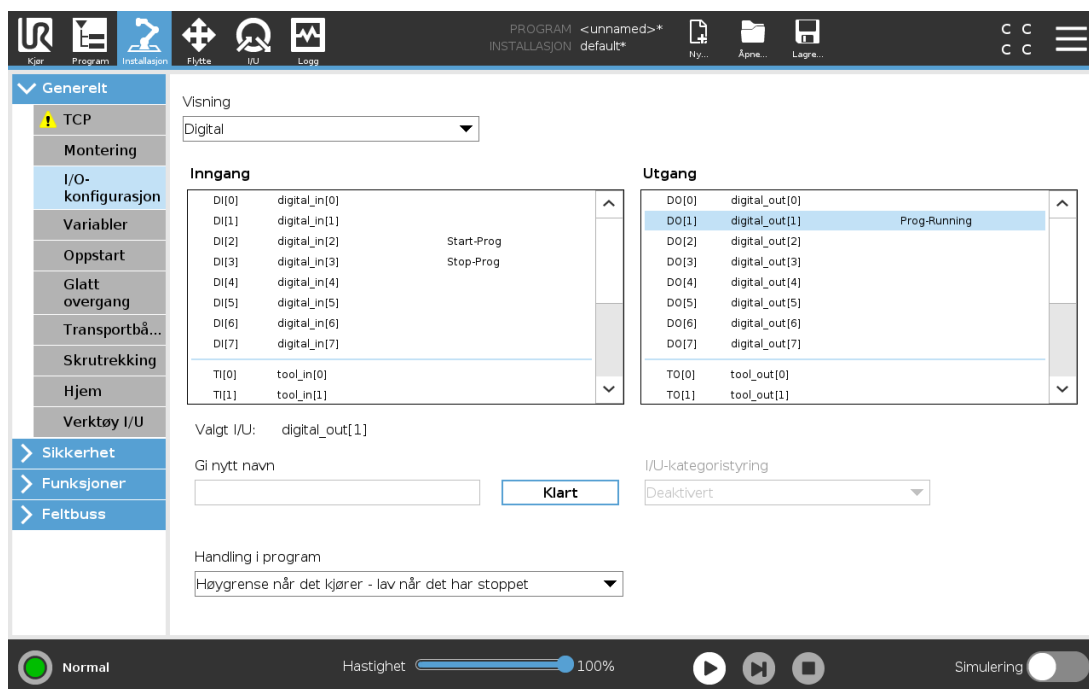 PROGRAM <unnamed>*
INSTALLASJON default*
UR
Kjør Program Installasjon Flytte I/U Logg
Ny... Åpne... Lagre...
C C
C C
Generelt
TCP
Montering
I/O-
konfigurasjon
Variabler
Oppstart
Glatt
overgang
Transportbå...
Skrutrekking
Hjem
Verktøy I/U
Sikkerhet
Funksjoner
Feltbuss
Visning
Digital
Inngang
DI[0] digital_in[0]
DI[1] digital_in[1]
DI[2] digital_in[2] Start-Prog
DI[3] digital_in[3] Stop-Prog
DI[4] digital_in[4]
DI[5] digital_in[5]
DI[6] digital_in[6]
DI[7] digital_in[7]
TI[0] tool_in[0]
TI[1] tool_in[1]
Utgang
DO[0] digital_out[0]
DO[1] digital_out[1] Prog-Running
DO[2] digital_out[2]
DO[3] digital_out[3]
DO[4] digital_out[4]
DO[5] digital_out[5]
DO[6] digital_out[6]
DO[7] digital_out[7]
TO[0] tool_out[0]
TO[1] tool_out[1]
Valgt I/U: digital_out[1]
Gi nytt navn
Klart
I/U-kategoristyring
Deaktivert
Handling i program
Høygrense når det kjører - lav når det har stoppet
Normal
Hastighet 100%
Simulering